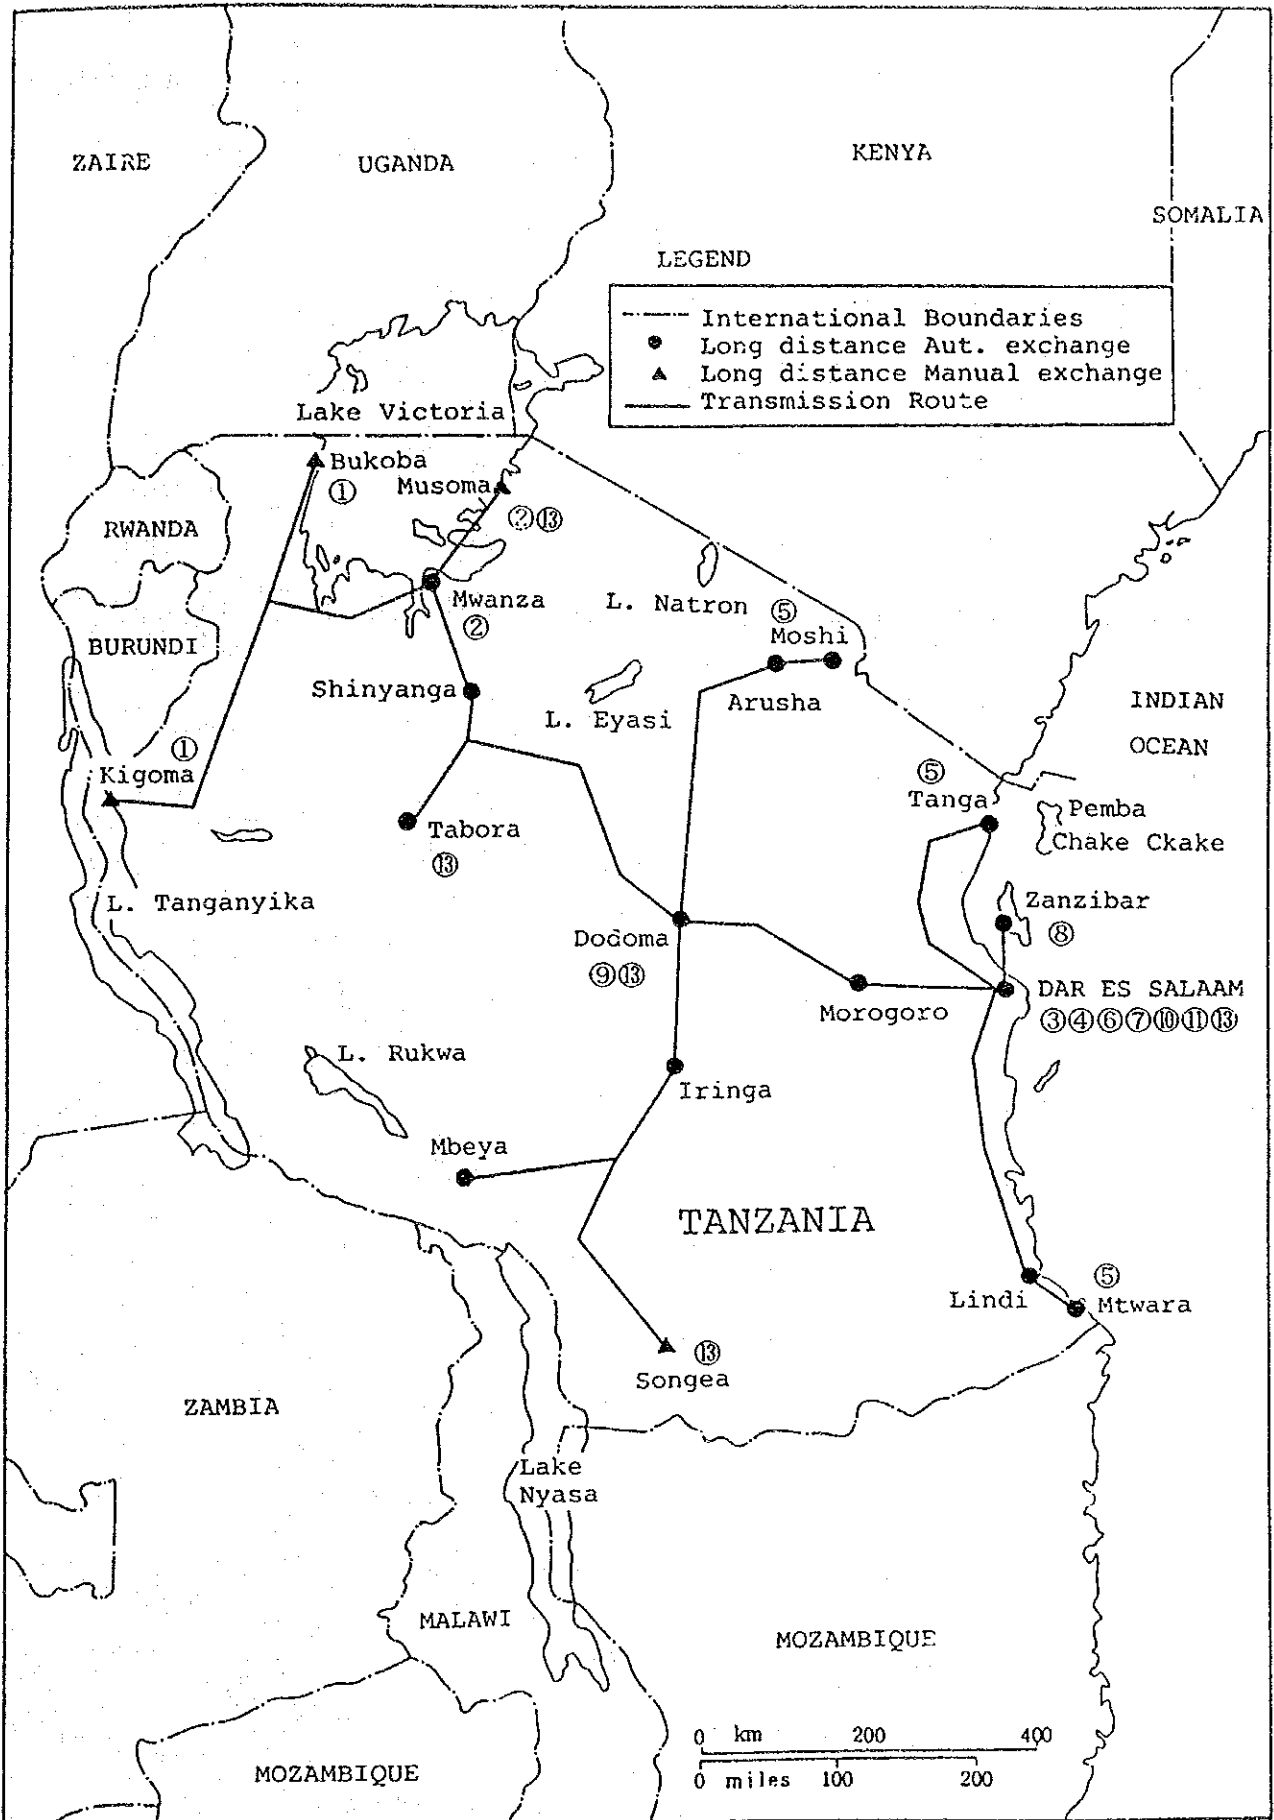 ZAIRE
UGANDA
KENYA
SOMALIA
LEGEND
International Boundaries
Long distance Aut. exchange
Long distance Manual exchange
Transmission Route
Lake Victoria
Bukoba
①
Musoma
②⑬
RWANDA
Mwanza
②
L. Natron
⑤
Moshi
BURUNDI
Shinyanga
Arusha
L. Eyasi
INDIAN
OCEAN
①
Kigoma
⑤
Tanga
Pemba
Chake Ckake
Tabora
⑬
L. Tanganyika
Zanzibar
⑧
Dodoma
⑨⑬
Morogoro
DAR ES SALAAM
③④⑥⑦⑩⑪⑬
L. Rukwa
Iringa
Mbeya
TANZANIA
Lindi
⑤
Mtwara
⑬
Songea
ZAMBIA
Lake
Nyasa
MALAWI
MOZAMBIQUE
0 km 200 400
0 miles 100 200
MOZAMBIQUE